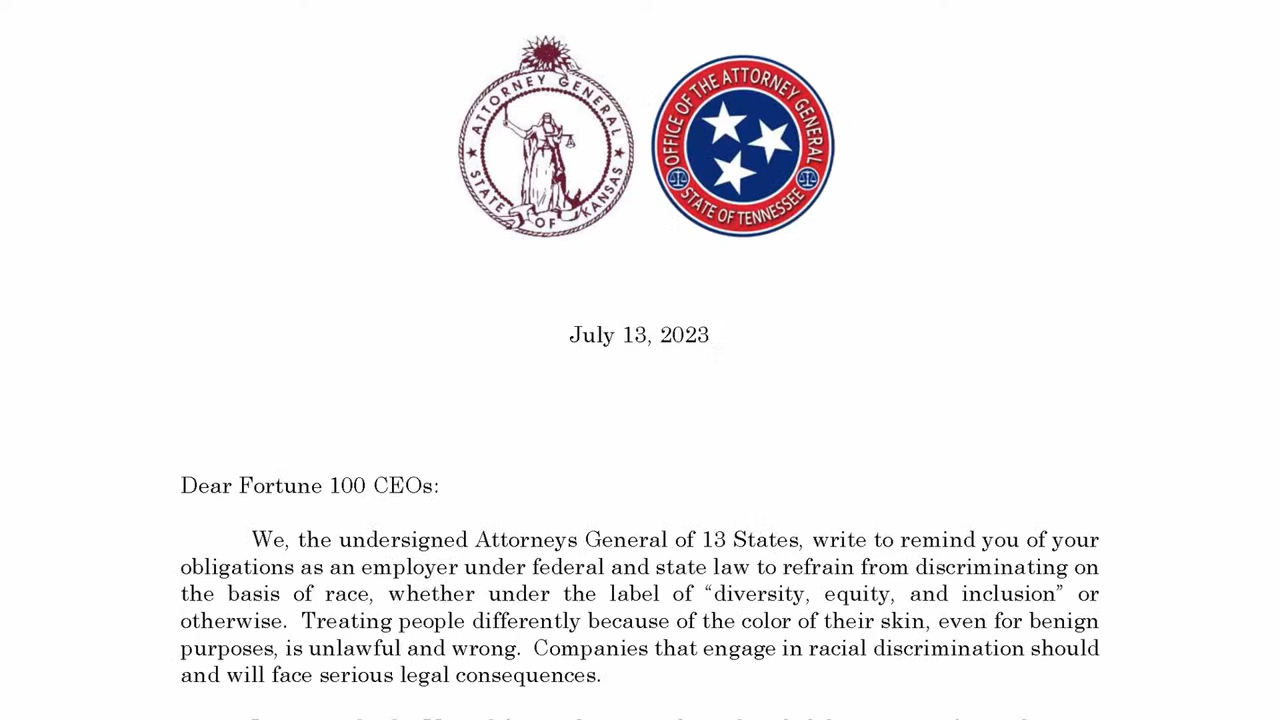 ATTORNEY GENERAL
STATE OF KANSAS
OFFICE OF THE ATTORNEY GENERAL
STATE OF TENNESSEE
July 13, 2023
Dear Fortune 100 CEOs:
We, the undersigned Attorneys General of 13 States, write to remind you of your
obligations as an employer under federal and state law to refrain from discriminating on
the basis of race, whether under the label of “diversity, equity, and inclusion” or
otherwise.  Treating people differently because of the color of their skin, even for benign
purposes, is unlawful and wrong.  Companies that engage in racial discrimination should
and will face serious legal consequences.